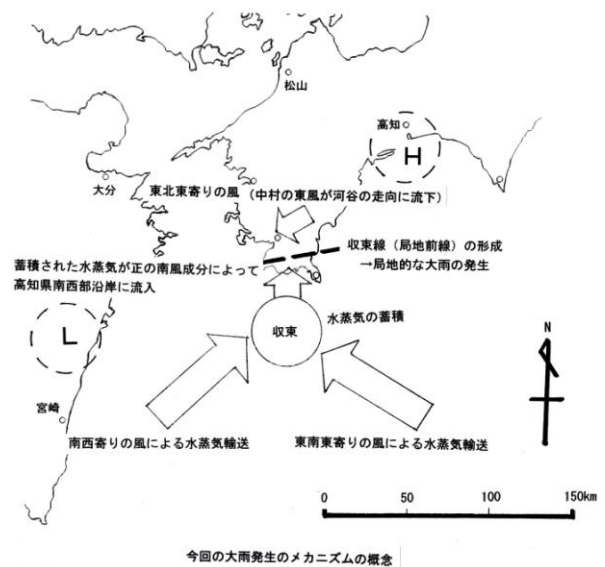 松山
高知
H
大分
東北東寄りの風 (中村の東風が河谷の走向に流下)
収束線 (局地前線) の形成
→局地的な大雨の発生
蓄積された水蒸気が正の南風成分によって
高知県南西部沿岸に流入
水蒸気の蓄積
収束
L
N
宮崎
南西寄りの風による水蒸気輸送
東南東寄りの風による水蒸気輸送
0 50 100 150km
今回の大雨発生のメカニズムの概念